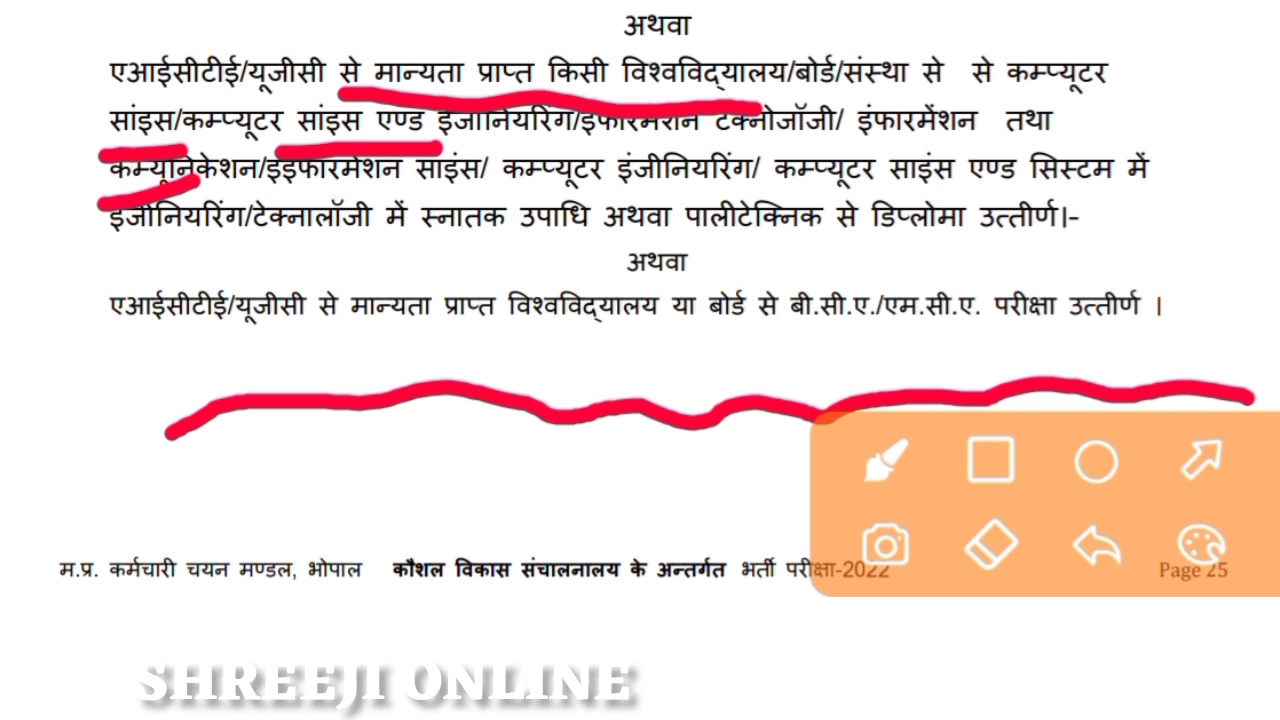 अथवा
एआईसीटीई/यूजीसी से मान्यता प्राप्त किसी विश्वविद्यालय/बोर्ड/संस्था से से कम्प्यूटर
सांइस/कम्प्यूटर सांइस एण्ड इंजीनियरिंग/इंफारमेशन टेक्नोजॉजी/ इंफारमेंशन तथा
कम्यूनिकेशन/इंइफारमेशन साइंस/ कम्प्यूटर इंजीनियरिंग/ कम्प्यूटर साइंस एण्ड सिस्टम में
इंजीनियरिंग/टेक्नालॉजी में स्नातक उपाधि अथवा पालीटेक्निक से डिप्लोमा उत्तीर्ण।-
अथवा
एआईसीटीई/यूजीसी से मान्यता प्राप्त विश्वविद्यालय या बोर्ड से बी.सी.ए./एम.सी.ए. परीक्षा उत्तीर्ण ।
म.प्र. कर्मचारी चयन मण्डल, भोपाल कौशल विकास संचालनालय के अन्तर्गत भर्ती परीक्षा-2022 Page 25
SHREEJI ONLINE